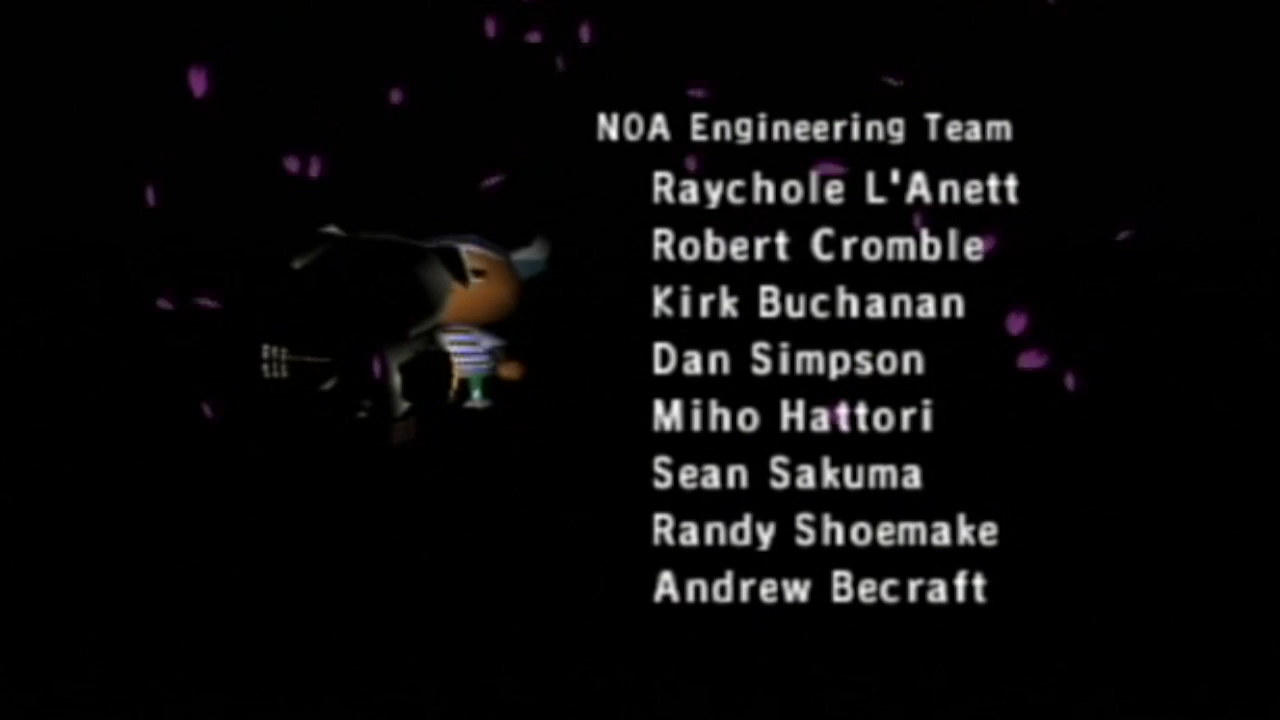 NOA Engineering Team
Raychole L'Anett
Robert Cromble
Kirk Buchanan
Dan Simpson
Miho Hattori
Sean Sakuma
Randy Shoemake
Andrew Becraft